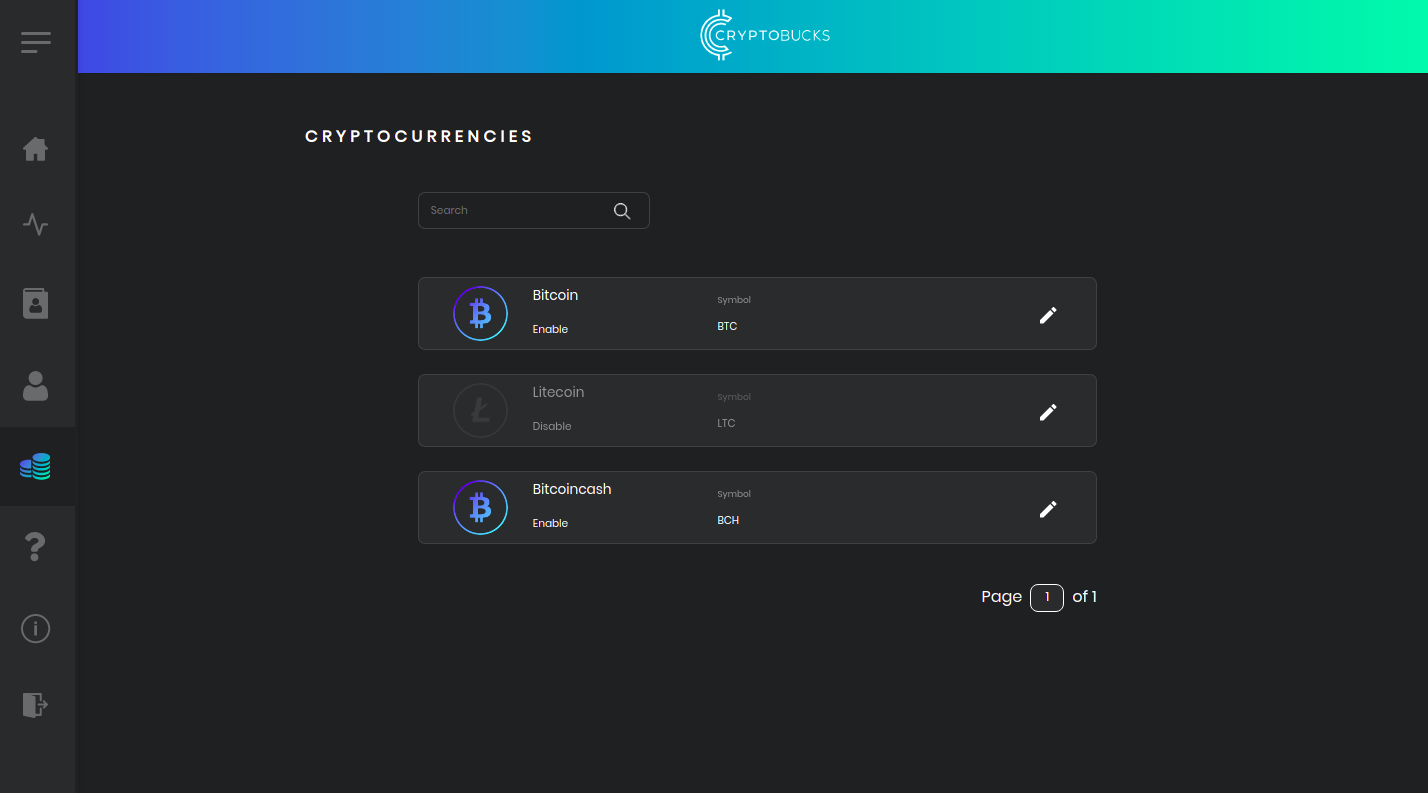 CRYPTOBUCKS
CRYPTOCURRENCIES
Search
Bitcoin
Symbol
Enable
BTC
Litecoin
Symbol
Disable
LTC
Bitcoincash
Symbol
Enable
BCH
Page 1 of 1